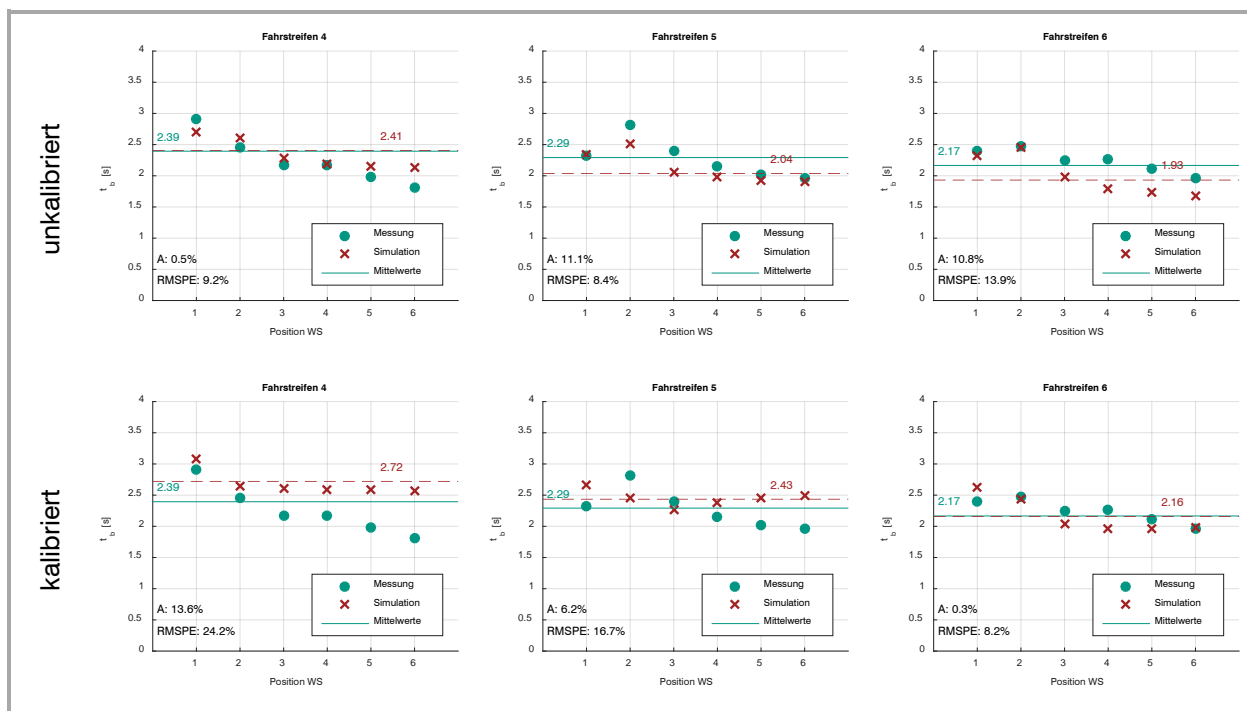 unkalibriert
Fahrstreifen 4
4
3.5
3
2.5
2
1.5
1
0.5
0
t_b [s]
2.39
2.41
Messung
Simulation
Mittelwerte
A: 0.5%
RMSPE: 9.2%
1 2 3 4 5 6
Position WS
Fahrstreifen 5
4
3.5
3
2.5
2
1.5
1
0.5
0
t_b [s]
2.29
2.04
Messung
Simulation
Mittelwerte
A: 11.1%
RMSPE: 8.4%
1 2 3 4 5 6
Position WS
Fahrstreifen 6
4
3.5
3
2.5
2
1.5
1
0.5
0
t_b [s]
2.17
1.93
Messung
Simulation
Mittelwerte
A: 10.8%
RMSPE: 13.9%
1 2 3 4 5 6
Position WS
kalibriert
Fahrstreifen 4
4
3.5
3
2.5
2
1.5
1
0.5
0
t_b [s]
2.39
2.72
Messung
Simulation
Mittelwerte
A: 13.6%
RMSPE: 24.2%
1 2 3 4 5 6
Position WS
Fahrstreifen 5
4
3.5
3
2.5
2
1.5
1
0.5
0
t_b [s]
2.29
2.43
Messung
Simulation
Mittelwerte
A: 6.2%
RMSPE: 16.7%
1 2 3 4 5 6
Position WS
Fahrstreifen 6
4
3.5
3
2.5
2
1.5
1
0.5
0
t_b [s]
2.17
2.16
Messung
Simulation
Mittelwerte
A: 0.3%
RMSPE: 8.2%
1 2 3 4 5 6
Position WS